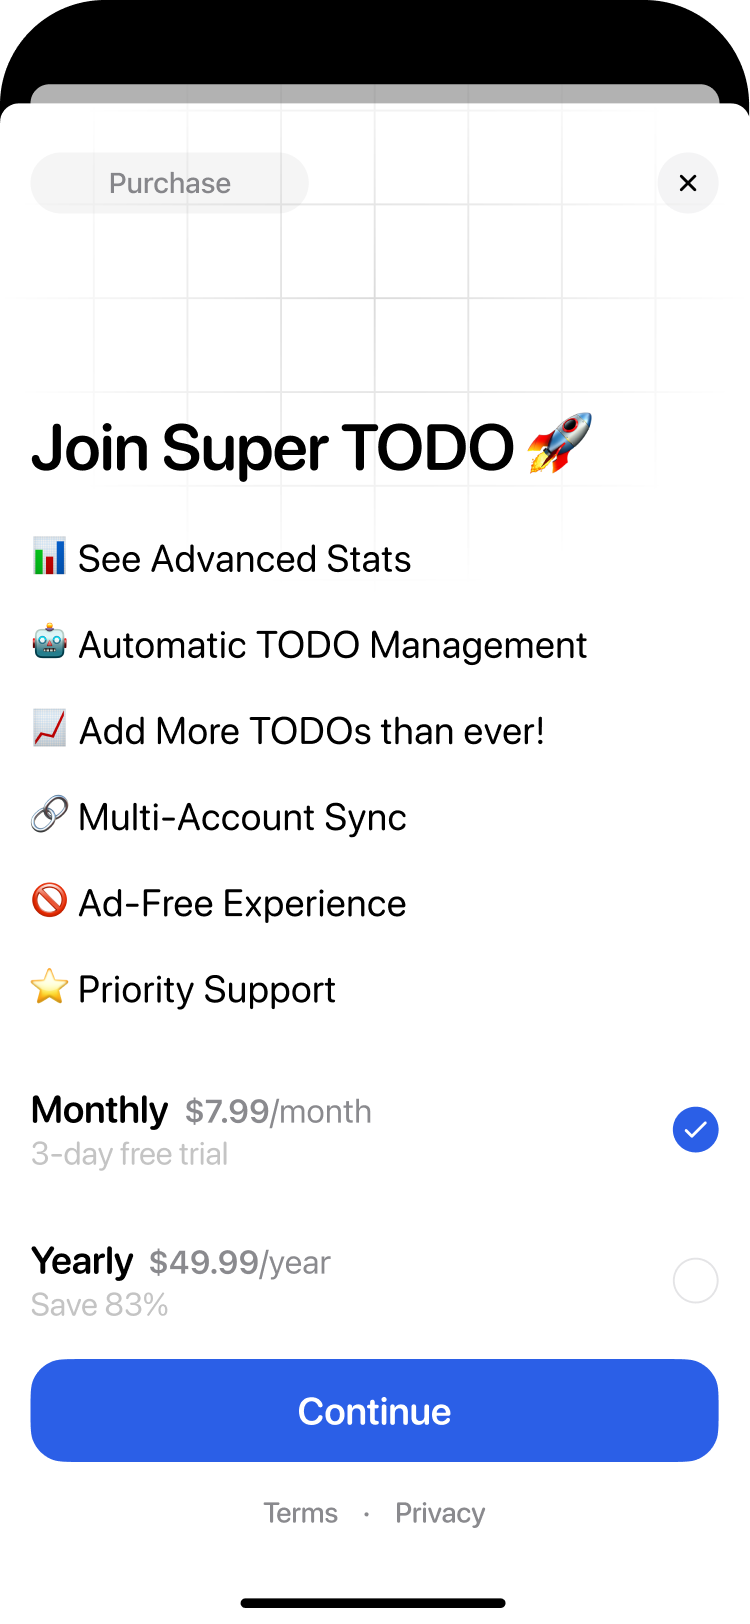 Purchase
Join Super TODO 🚀
📊 See Advanced Stats
🤖 Automatic TODO Management
📈 Add More TODOs than ever!
🔗 Multi-Account Sync
🚫 Ad-Free Experience
⭐ Priority Support
Monthly $7.99/month
3-day free trial
Yearly $49.99/year
Save 83%
Continue
Terms · Privacy